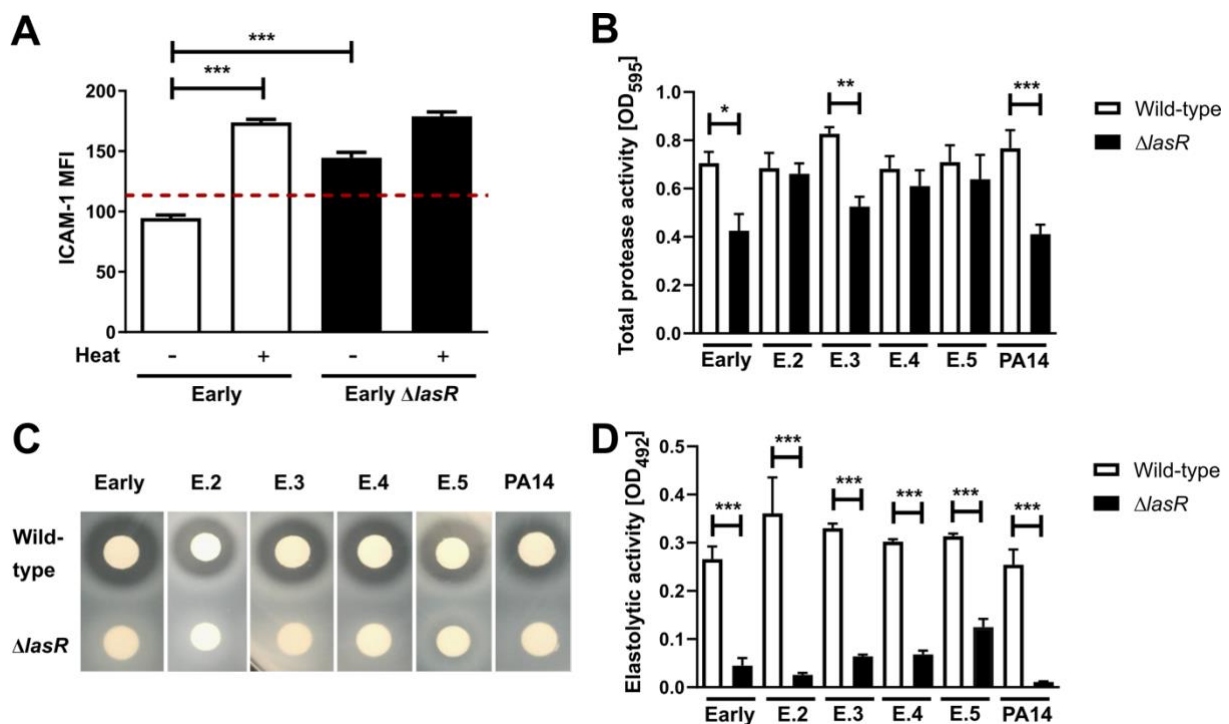 A
ICAM-1 MFI
200
150
100
50
0
***
***
Heat - + - +
Early Early ΔlasR
B
Total protease activity [OD595]
1.0
0.8
0.6
0.4
0.2
0.0
* ** ***
Wild-type
ΔlasR
Early E.2 E.3 E.4 E.5 PA14
C
Early E.2 E.3 E.4 E.5 PA14
Wild-
type
ΔlasR
D
Elastolytic activity [OD492]
0.5
0.4
0.3
0.2
0.1
0.0
*** *** *** *** *** ***
Wild-type
ΔlasR
Early E.2 E.3 E.4 E.5 PA14